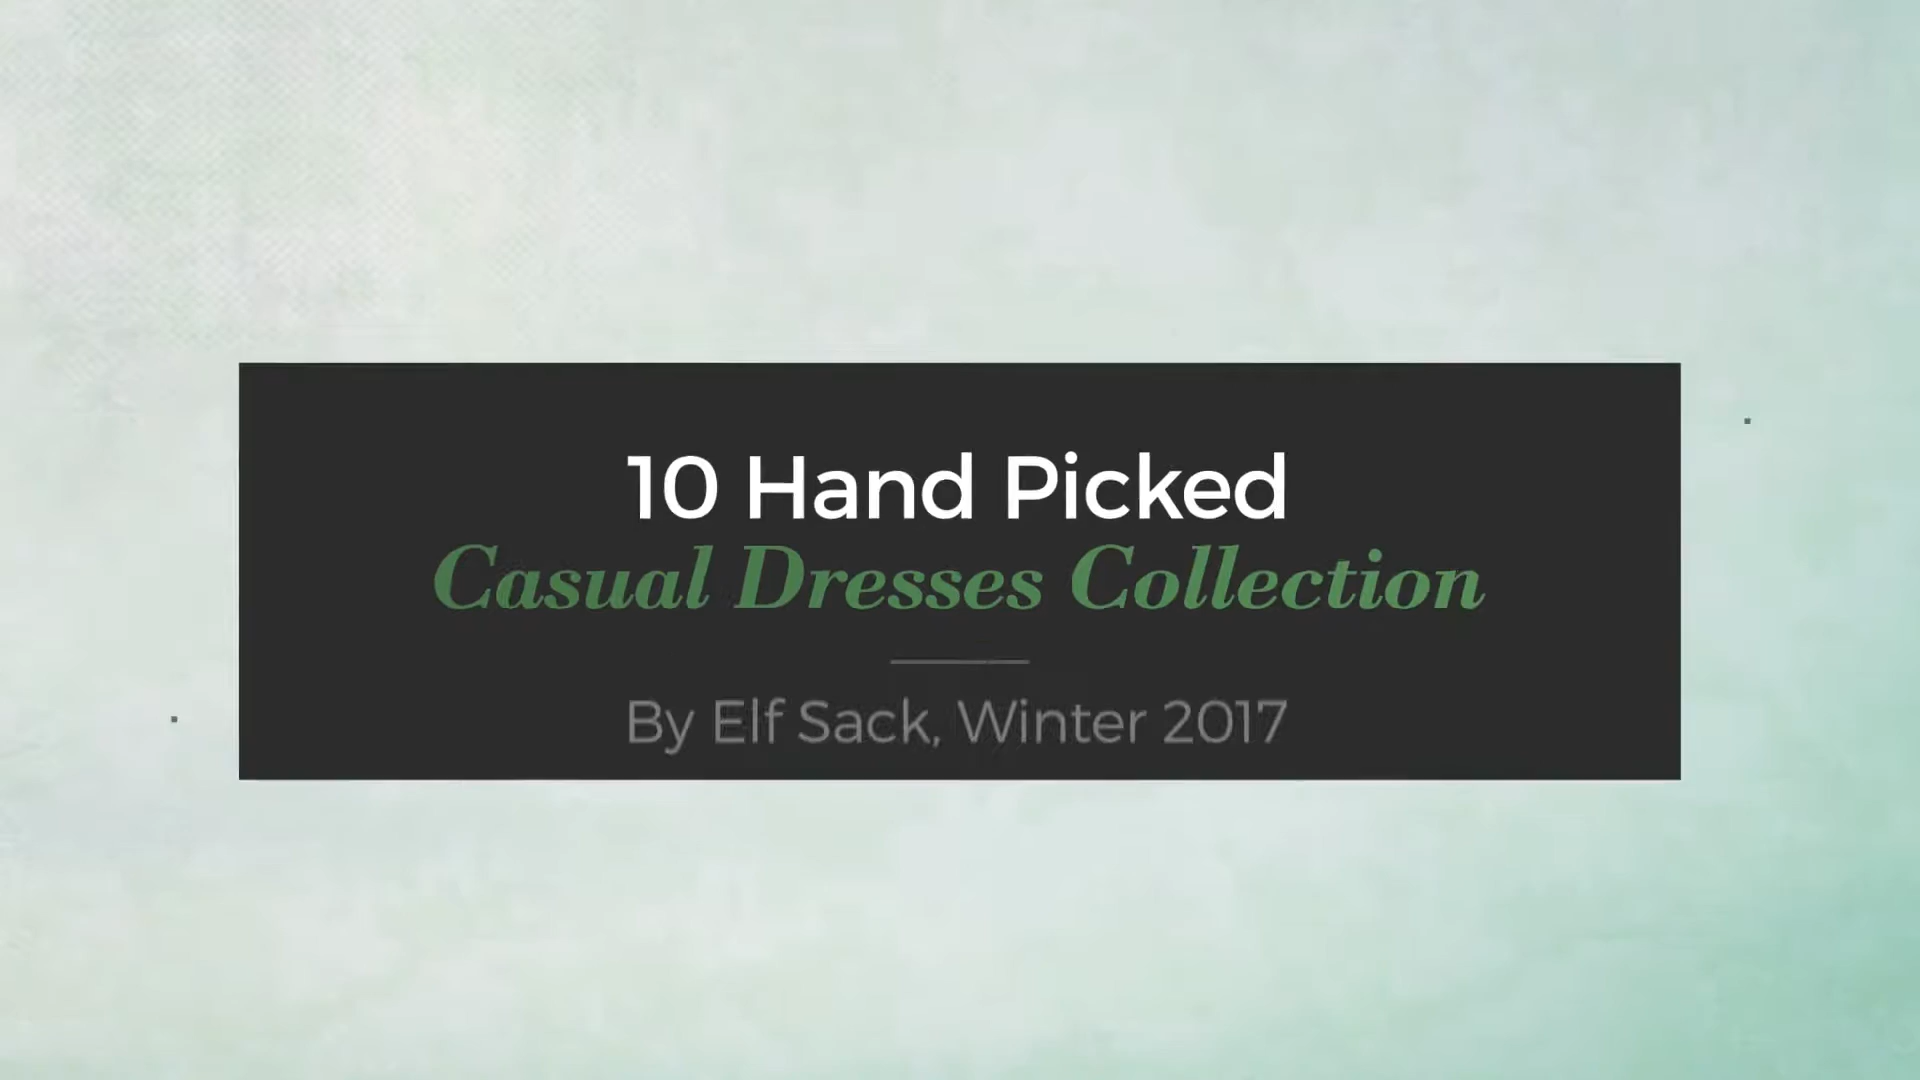 10 Hand Picked
Casual Dresses Collection
By Elf Sack, Winter 2017